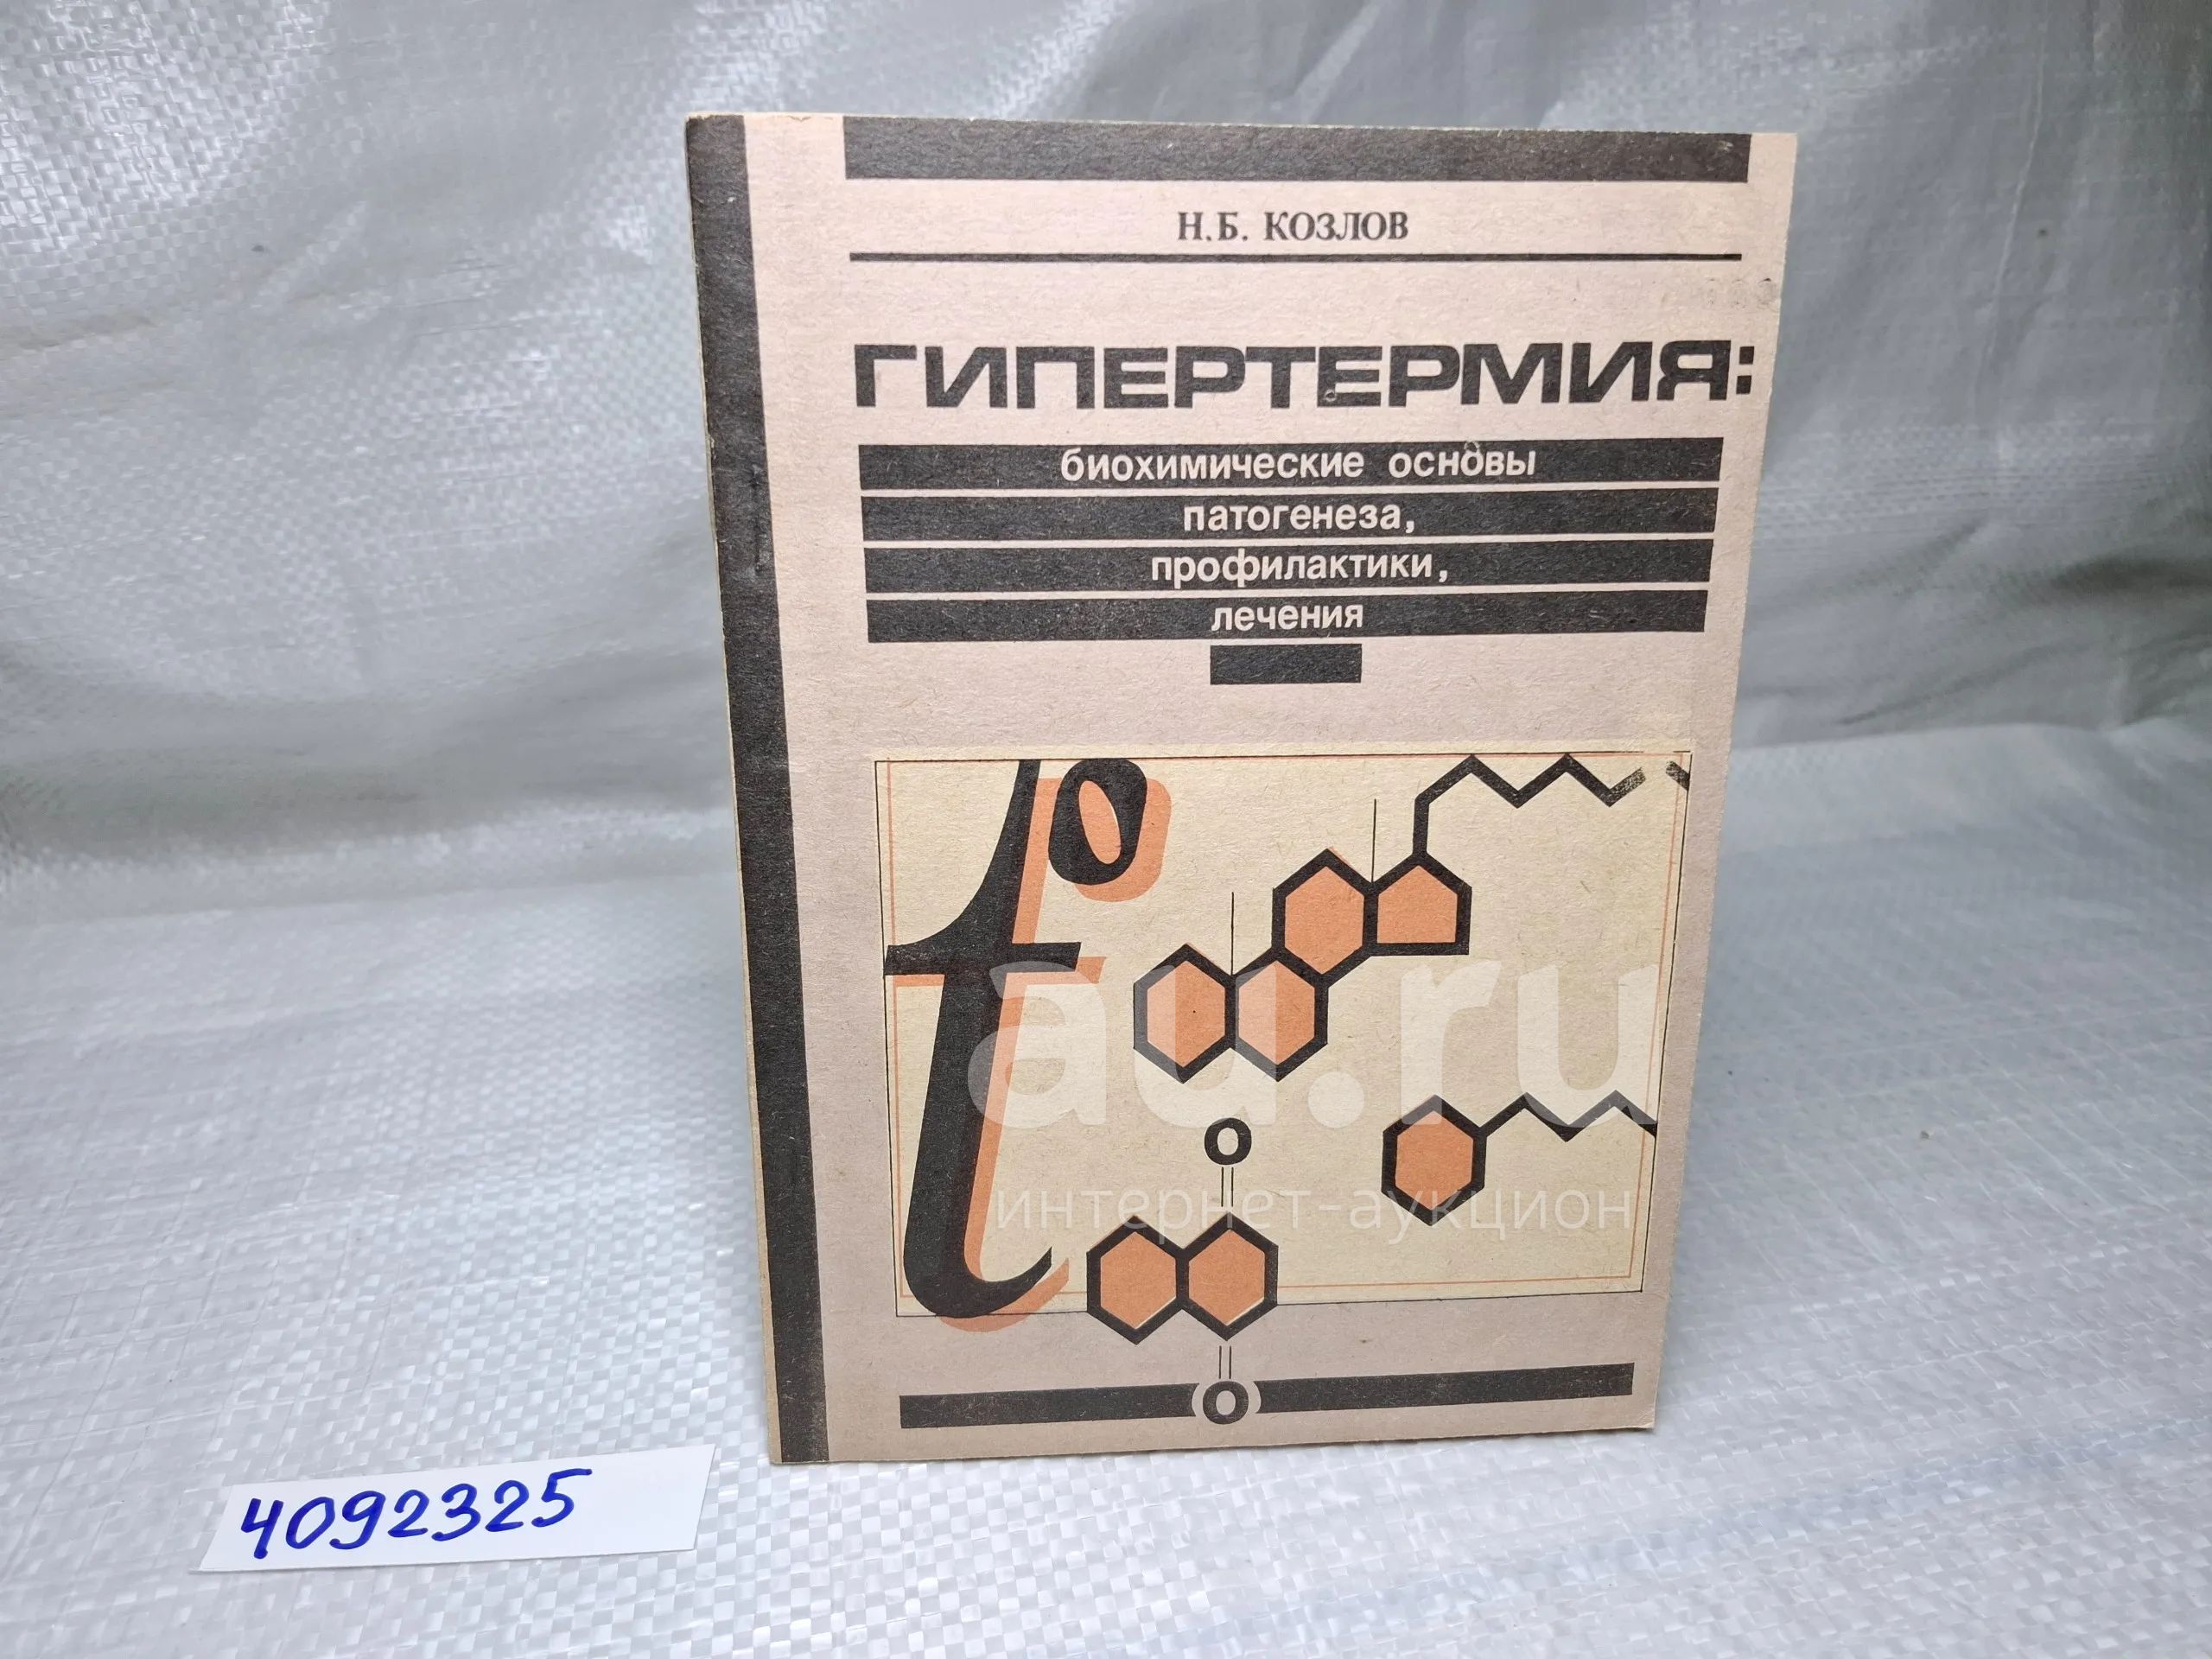 Н.Б. КОЗЛОВ
ГИПЕРТЕРМИЯ:
биохимические основы
патогенеза,
профилактики,
лечения
t°
au.ru
O
интернет-аукцион
O
4092325